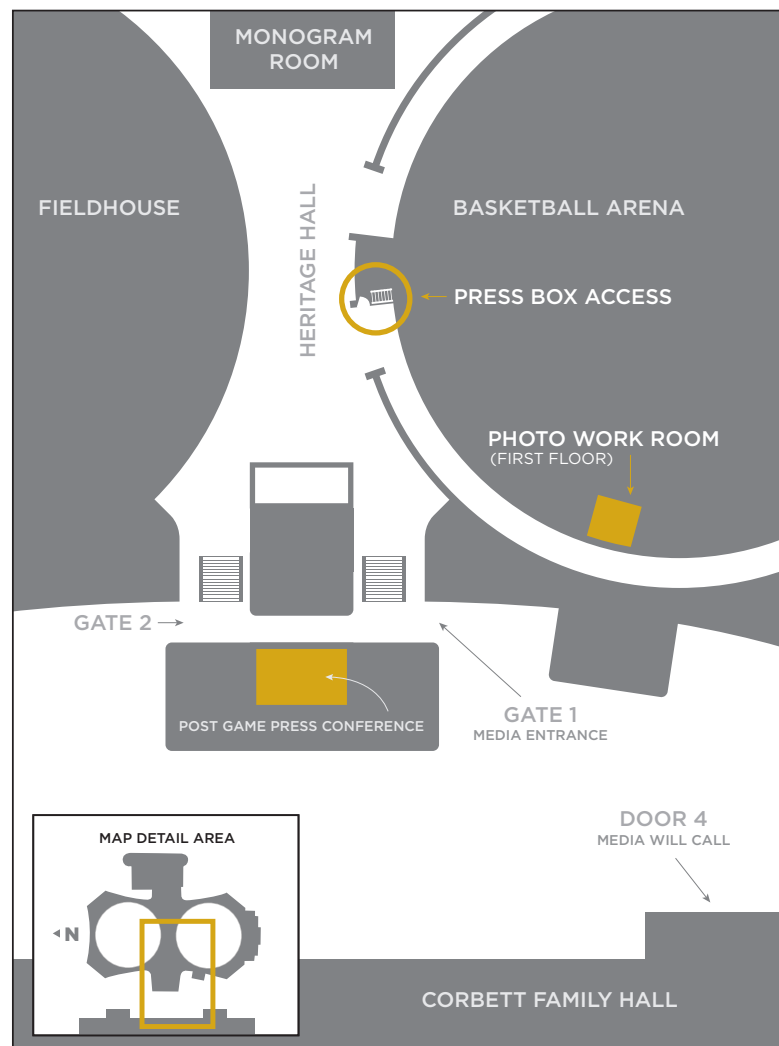 MONOGRAM
ROOM
FIELDHOUSE
HERITAGE HALL
BASKETBALL ARENA
PRESS BOX ACCESS
PHOTO WORK ROOM
(FIRST FLOOR)
GATE 2
POST GAME PRESS CONFERENCE
GATE 1
MEDIA ENTRANCE
DOOR 4
MEDIA WILL CALL
MAP DETAIL AREA
N
CORBETT FAMILY HALL